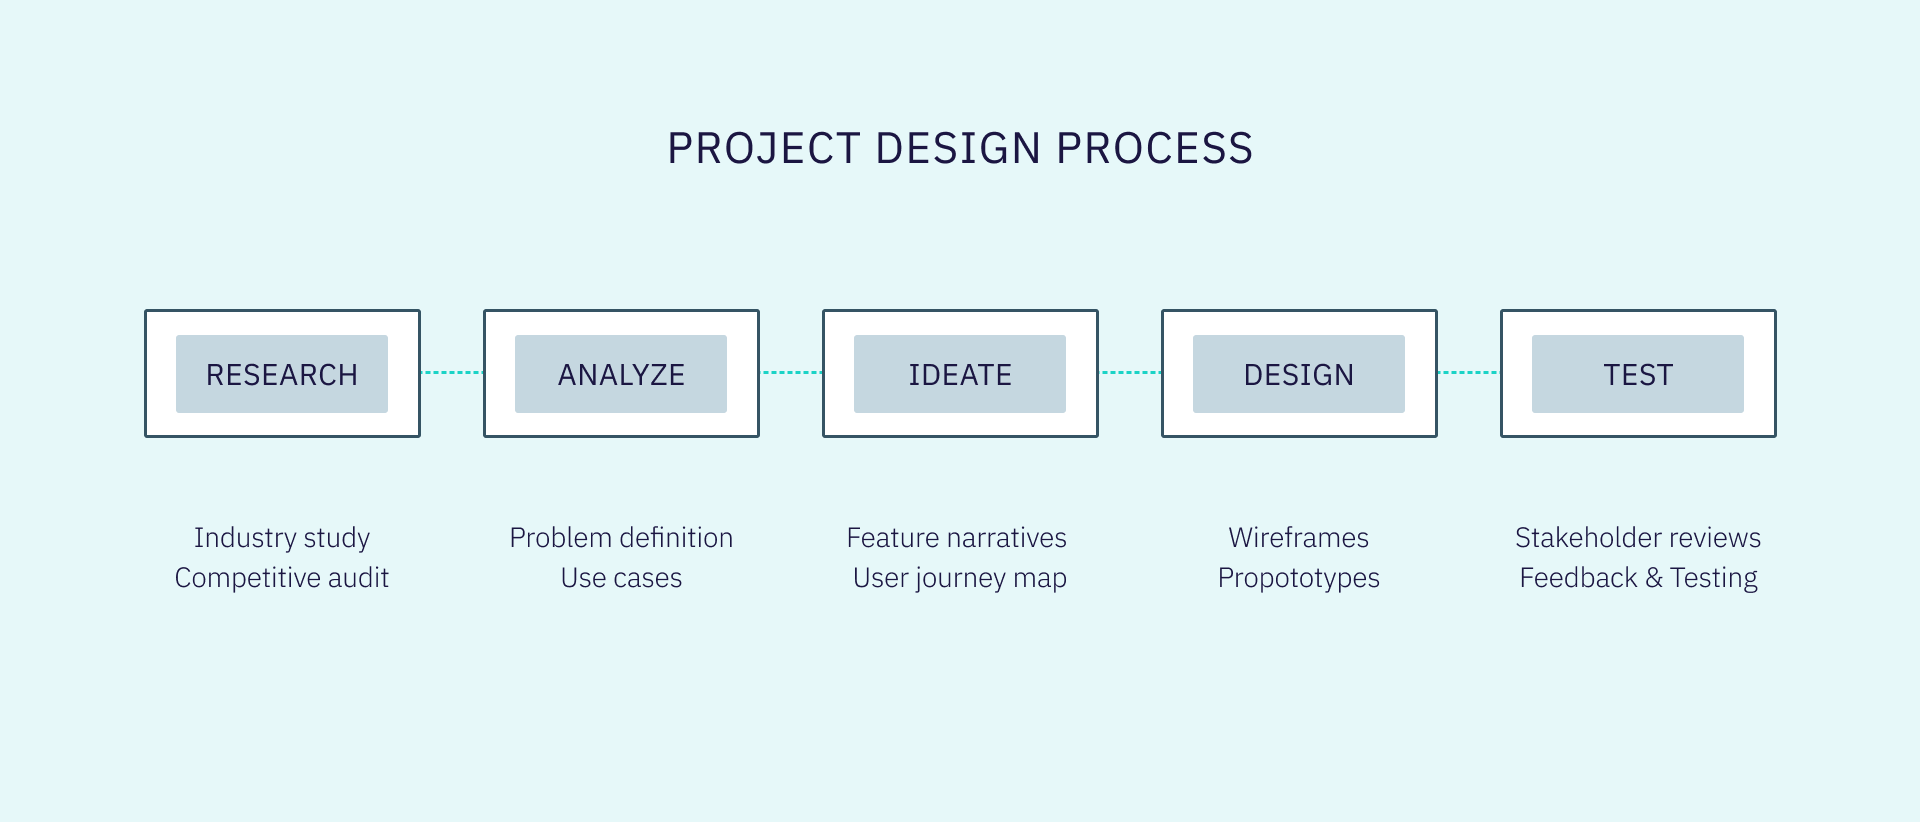 PROJECT DESIGN PROCESS
RESEARCH
ANALYZE
IDEATE
DESIGN
TEST
Industry study
Competitive audit
Problem definition
Use cases
Feature narratives
User journey map
Wireframes
Propototypes
Stakeholder reviews
Feedback & Testing